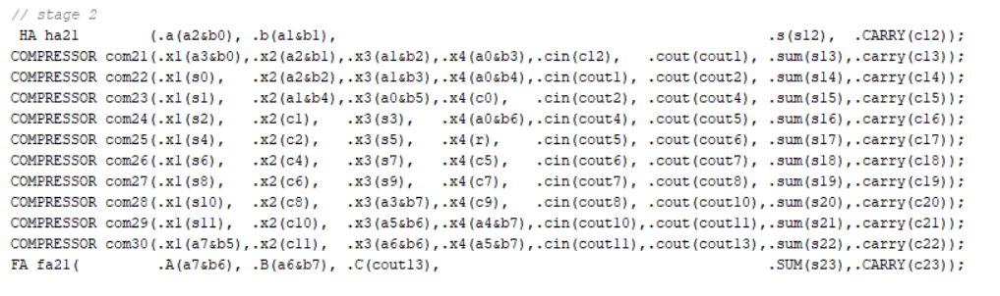 // stage 2
HA ha21 (.a(a2&b0), .b(a1&b1), .s(s12), .CARRY(c12));
COMPRESSOR com21(.x1(a3&b0),.x2(a2&b1),.x3(a1&b2),.x4(a0&b3),.cin(c12), .cout(cout1), .sum(s13),.carry(c13));
COMPRESSOR com22(.x1(s0), .x2(a2&b2),.x3(a1&b3),.x4(a0&b4),.cin(cout1), .cout(cout2), .sum(s14),.carry(c14));
COMPRESSOR com23(.x1(s1), .x2(a1&b4),.x3(a0&b5),.x4(c0), .cin(cout2), .cout(cout4), .sum(s15),.carry(c15));
COMPRESSOR com24(.x1(s2), .x2(c1), .x3(s3), .x4(a0&b6),.cin(cout4), .cout(cout5), .sum(s16),.carry(c16));
COMPRESSOR com25(.x1(s4), .x2(c2), .x3(s5), .x4(r), .cin(cout5), .cout(cout6), .sum(s17),.carry(c17));
COMPRESSOR com26(.x1(s6), .x2(c4), .x3(s7), .x4(c5), .cin(cout6), .cout(cout7), .sum(s18),.carry(c18));
COMPRESSOR com27(.x1(s8), .x2(c6), .x3(s9), .x4(c7), .cin(cout7), .cout(cout8), .sum(s19),.carry(c19));
COMPRESSOR com28(.x1(s10), .x2(c8), .x3(a3&b7),.x4(c9), .cin(cout8), .cout(cout10),.sum(s20),.carry(c20));
COMPRESSOR com29(.x1(s11), .x2(c10), .x3(a5&b6),.x4(a4&b7),.cin(cout10),.cout(cout11),.sum(s21),.carry(c21));
COMPRESSOR com30(.x1(a7&b5),.x2(c11), .x3(a6&b6),.x4(a5&b7),.cin(cout11),.cout(cout13),.sum(s22),.carry(c22));
FA fa21( .A(a7&b6), .B(a6&b7), .C(cout13), .SUM(s23),.CARRY(c23));